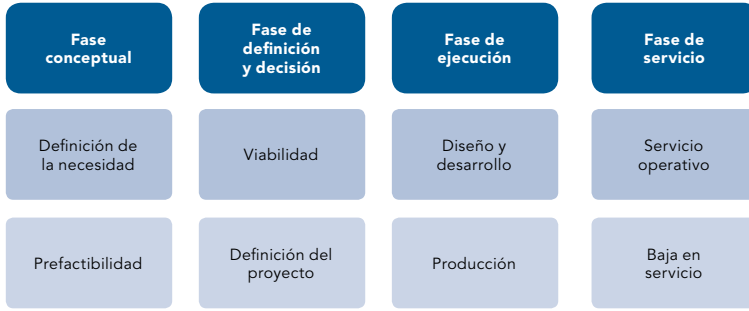 Fase
conceptual
Fase de
definición
y decisión
Fase de
ejecución
Fase de
servicio
Definición de
la necesidad
Viabilidad
Diseño y
desarrollo
Servicio
operativo
Prefactibilidad
Definición del
proyecto
Producción
Baja en
servicio